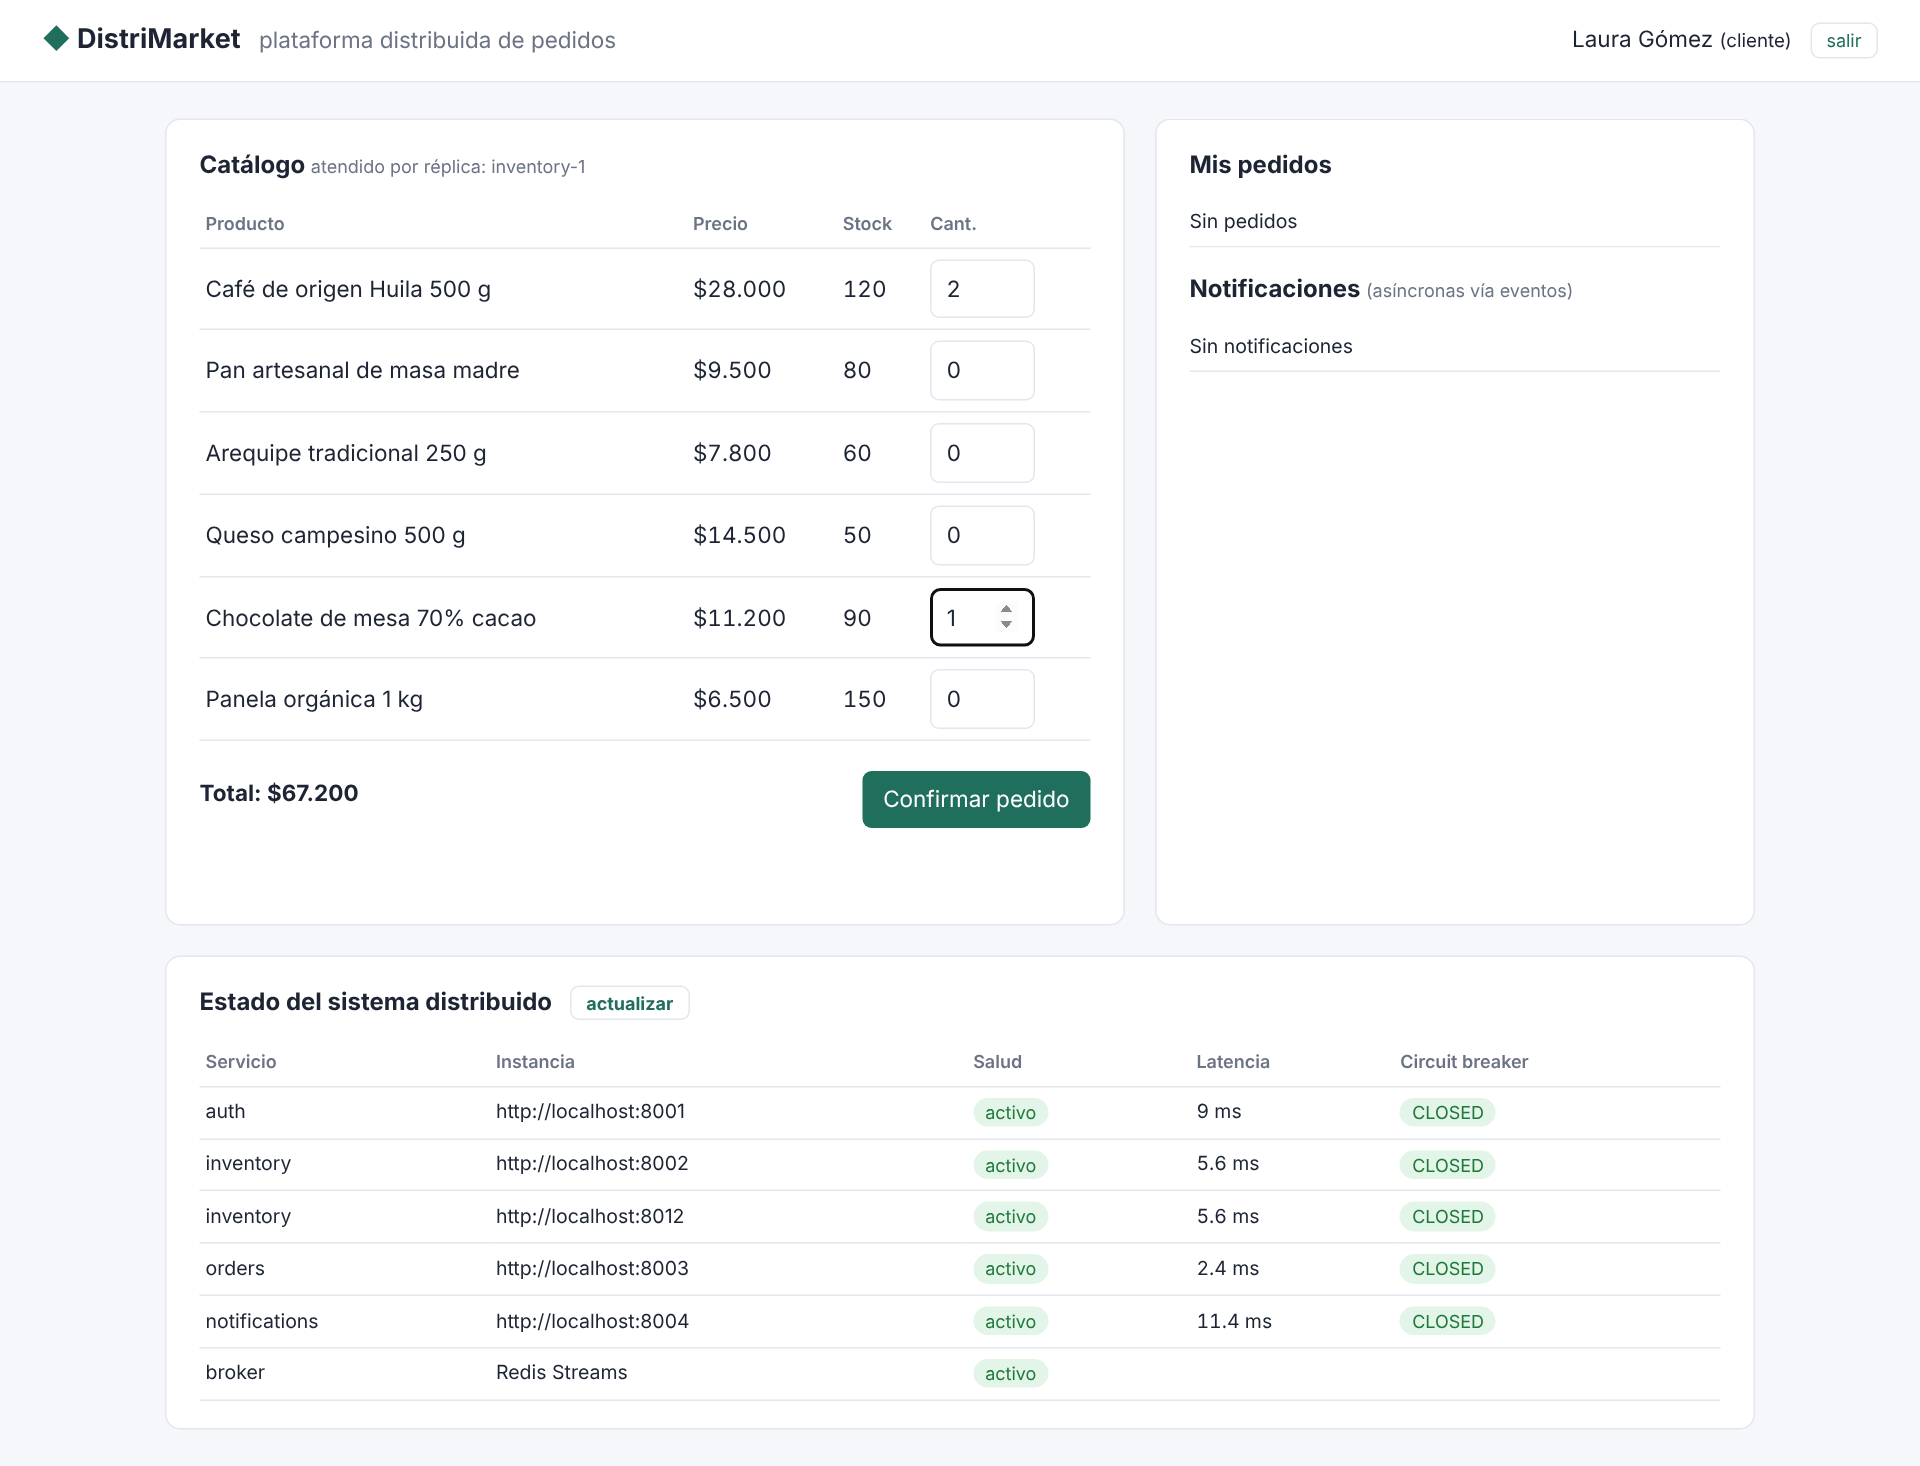 DistriMarket plataforma distribuida de pedidos
Laura Gómez (cliente) salir
Catálogo atendido por réplica: inventory-1
Producto Precio Stock Cant.
Café de origen Huila 500 g $28.000 120 2
Pan artesanal de masa madre $9.500 80 0
Arequipe tradicional 250 g $7.800 60 0
Queso campesino 500 g $14.500 50 0
Chocolate de mesa 70% cacao $11.200 90 1
Panela orgánica 1 kg $6.500 150 0
Total: $67.200 Confirmar pedido
Mis pedidos
Sin pedidos
Notificaciones (asíncronas vía eventos)
Sin notificaciones
Estado del sistema distribuido actualizar
Servicio Instancia Salud Latencia Circuit breaker
auth http://localhost:8001 activo 9 ms CLOSED
inventory http://localhost:8002 activo 5.6 ms CLOSED
inventory http://localhost:8012 activo 5.6 ms CLOSED
orders http://localhost:8003 activo 2.4 ms CLOSED
notifications http://localhost:8004 activo 11.4 ms CLOSED
broker Redis Streams activo